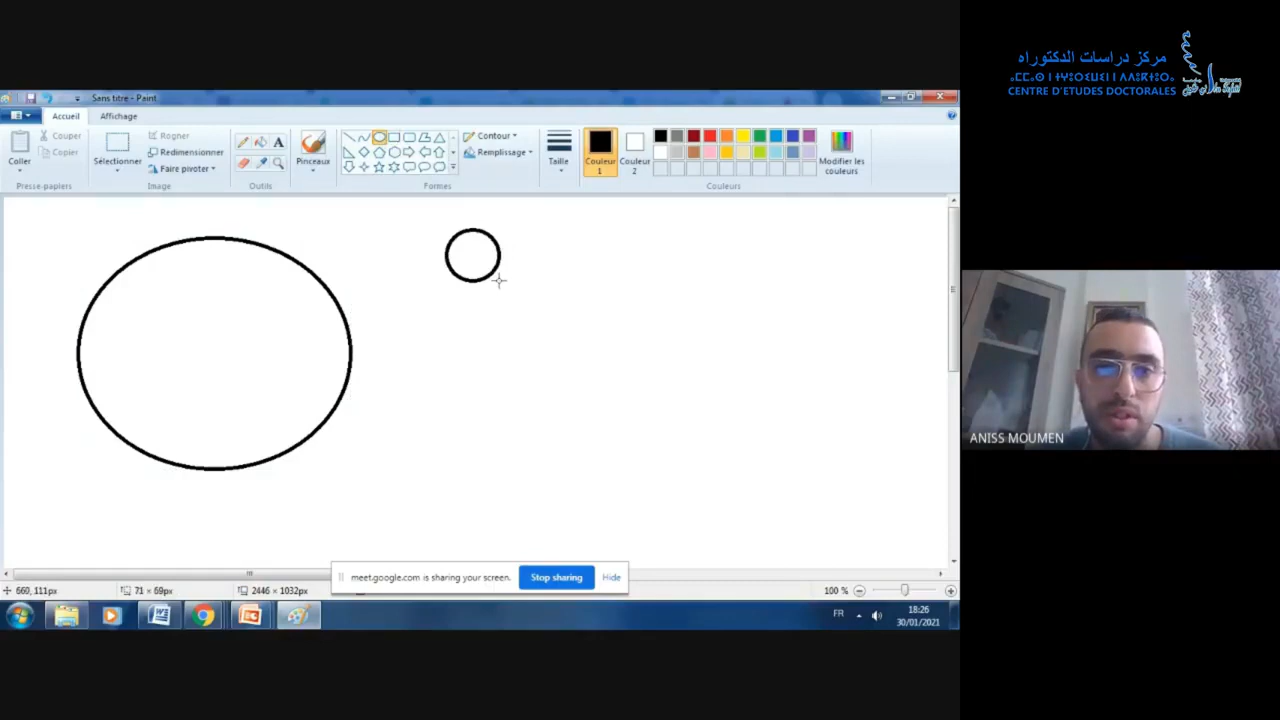 Sans titre - Paint
Accueil
Affichage
Coller
Couper
Copier
Presse-papiers
Sélectionner
Rogner
Redimensionner
Faire pivoter
Image
A
Outils
Pinceaux
Contour
Remplissage
Formes
Taille
Couleur
1
Couleur
2
Modifier les
couleurs
Couleurs
meet.google.com is sharing your screen.
Stop sharing
Hide
660, 111px
71 × 69px
2446 × 1032px
100 %
FR
18:26
30/01/2021
مركز دراسات الدكتوراه
CENTRE D'ETUDES DOCTORALES
ANISS MOUMEN